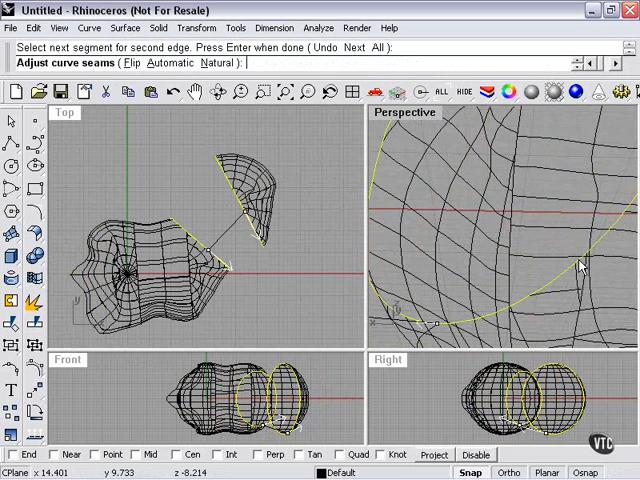 Untitled - Rhinoceros (Not For Resale)
File Edit View Curve Surface Solid Transform Tools Dimension Analyze Render Help
Select next segment for second edge. Press Enter when done ( Undo Next All ):
Adjust curve seams ( Flip Automatic Natural ):
ALL HIDE
Top
Perspective
y
x
y
x
Front
Right
VTC
End Near Point Mid Cen Int Perp Tan Quad Knot Project Disable
CPlane x 14.401 y 9.733 z -8.214 Default Snap Ortho Planar Osnap